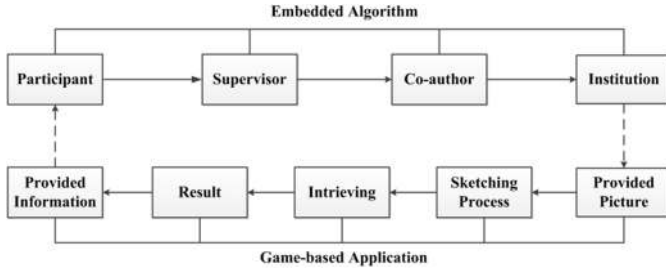 Embedded Algorithm
Participant
Supervisor
Co-author
Institution
Provided
Information
Result
Intrieving
Sketching
Process
Provided
Picture
Game-based Application